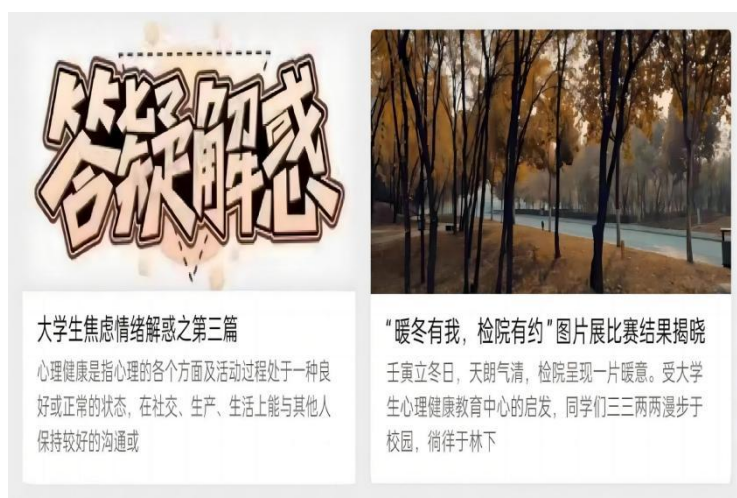 答疑解惑
大学生焦虑情绪解惑之第三篇
心理健康是指心理的各个方面及活动过程处于一种良
好或正常的状态，在社交、生产、生活上能与其他人
保持较好的沟通或
“暖冬有我，检院有约”图片展比赛结果揭晓
壬寅立冬日，天朗气清，检院呈现一片暖意。受大学
生心理健康教育中心的启发，同学们三三两两漫步于
校园，徜徉于林下